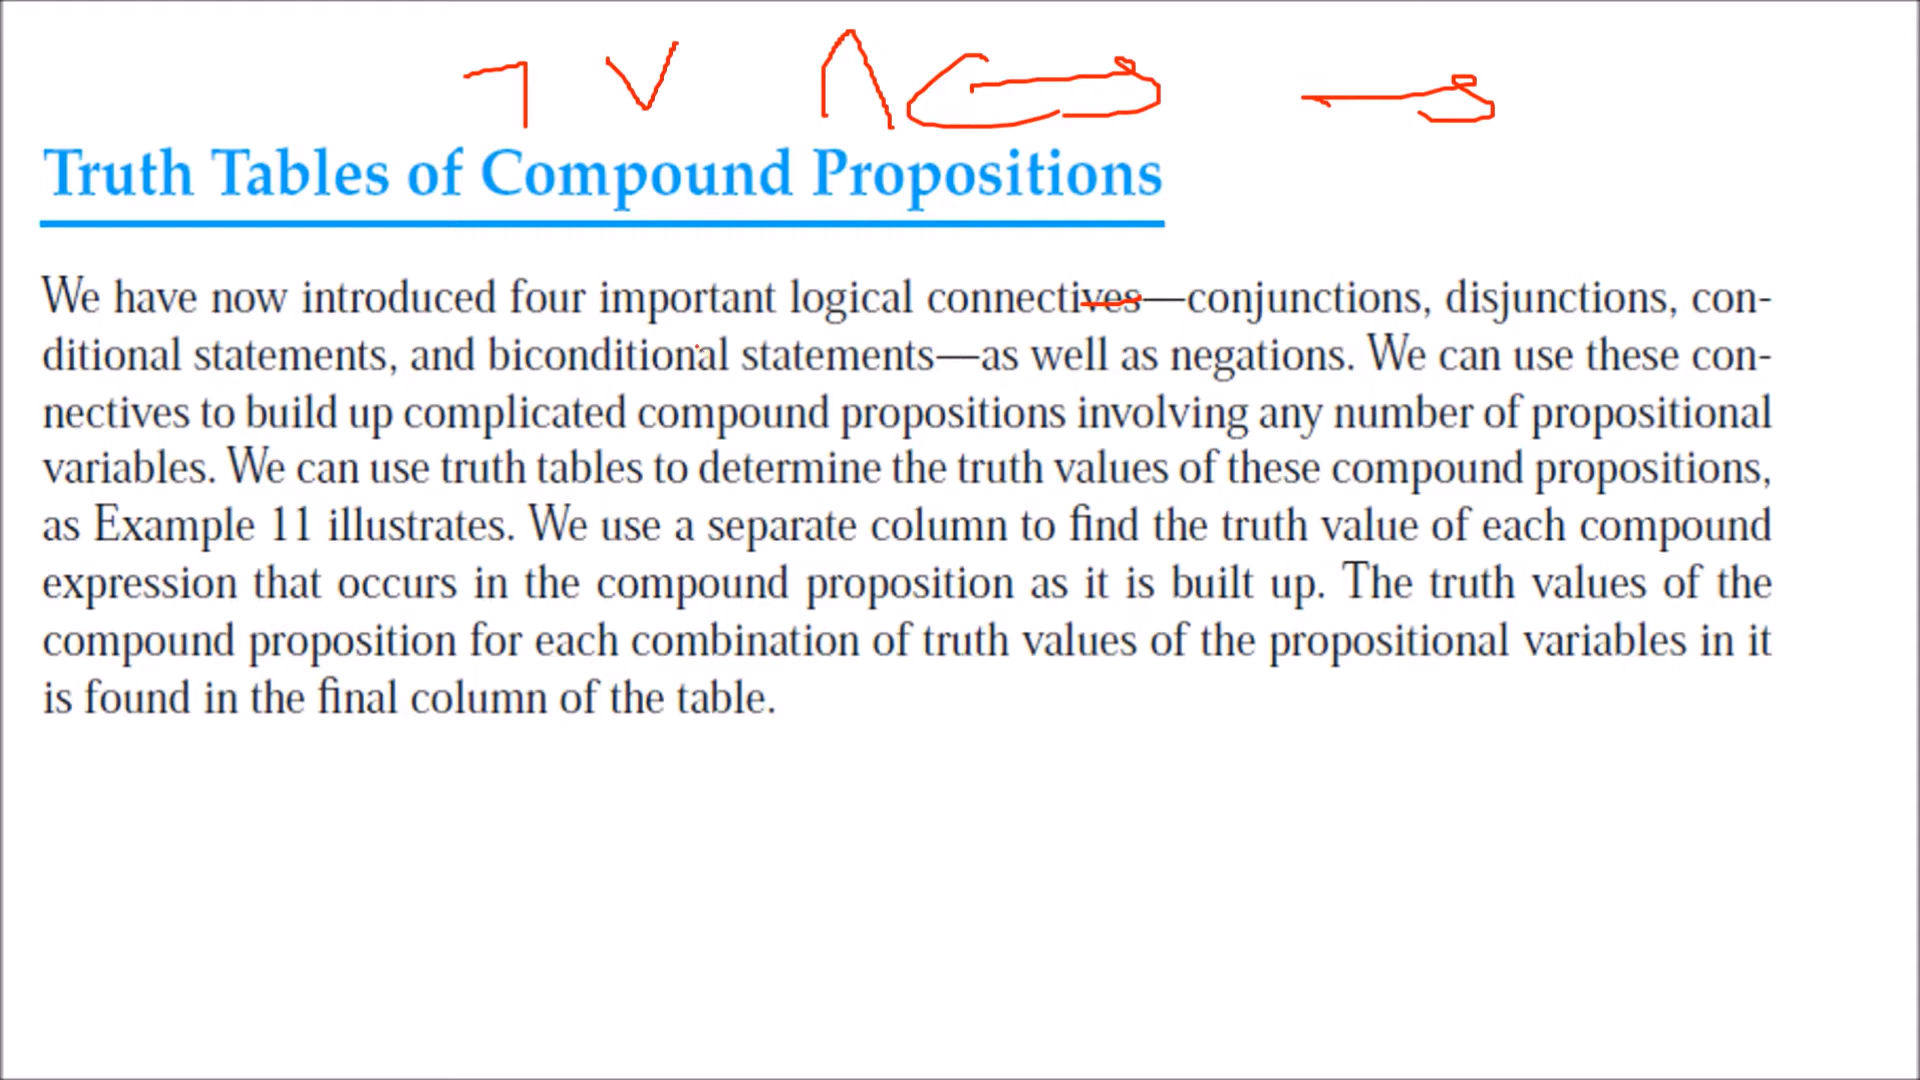 ¬ ∨ ∧ ↔ →
Truth Tables of Compound Propositions
We have now introduced four important logical connectives—conjunctions, disjunctions, con-
ditional statements, and biconditional statements—as well as negations. We can use these con-
nectives to build up complicated compound propositions involving any number of propositional
variables. We can use truth tables to determine the truth values of these compound propositions,
as Example 11 illustrates. We use a separate column to find the truth value of each compound
expression that occurs in the compound proposition as it is built up. The truth values of the
compound proposition for each combination of truth values of the propositional variables in it
is found in the final column of the table.